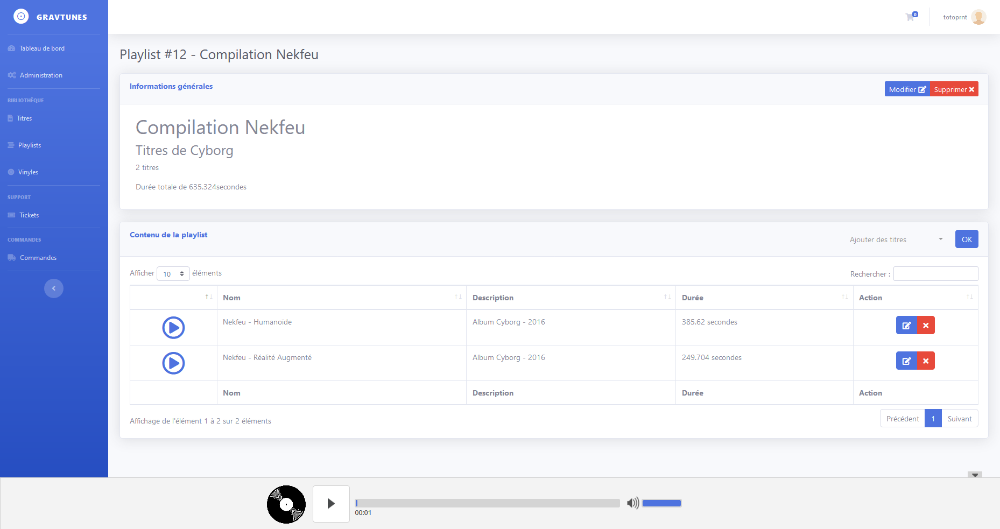 GRAVTUNES
0
totoprnt
Tableau de bord
Administration
BIBLIOTHÈQUE
Titres
Playlists
Vinyles
SUPPORT
Tickets
COMMANDES
Commandes
Playlist #12 - Compilation Nekfeu
Informations générales
Modifier Supprimer
Compilation Nekfeu
Titres de Cyborg
2 titres
Durée totale de 635.324secondes
Contenu de la playlist
Ajouter des titres OK
Afficher 10 éléments
Rechercher :
Nom Description Durée Action
Nekfeu - Humanoïde Album Cyborg - 2016 385.62 secondes
Nekfeu - Réalité Augmenté Album Cyborg - 2016 249.704 secondes
Nom Description Durée Action
Affichage de l'élément 1 à 2 sur 2 éléments
Précédent 1 Suivant
00:01